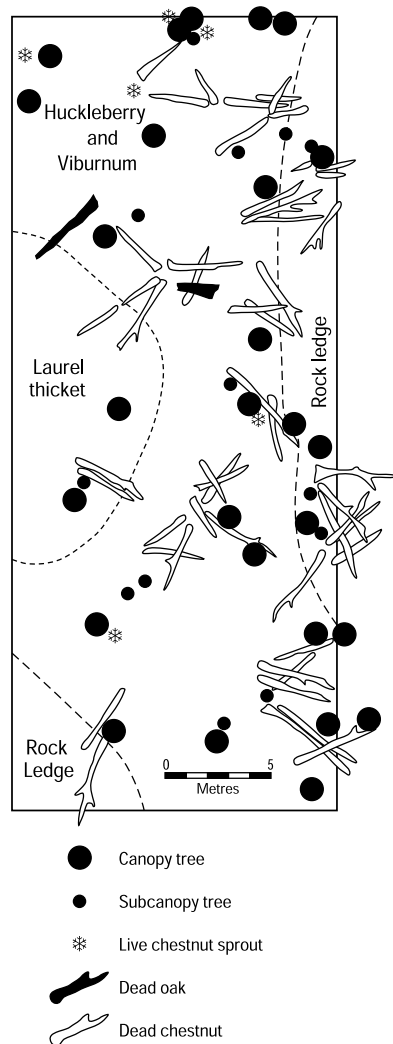 Huckleberry
and
Viburnum
Laurel
thicket
Rock ledge
Rock
Ledge
0 5
Metres
Canopy tree
Subcanopy tree
Live chestnut sprout
Dead oak
Dead chestnut